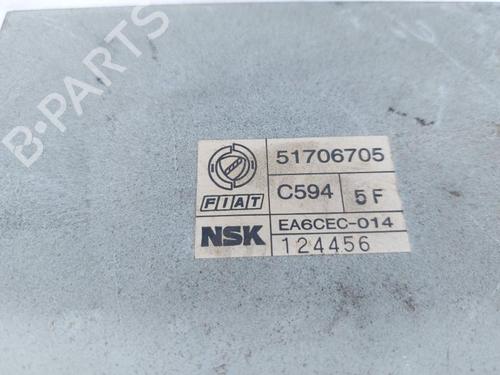 51706705
FIAT
C594
5F
NSK
EA6CEC-014
124456
B-Parts